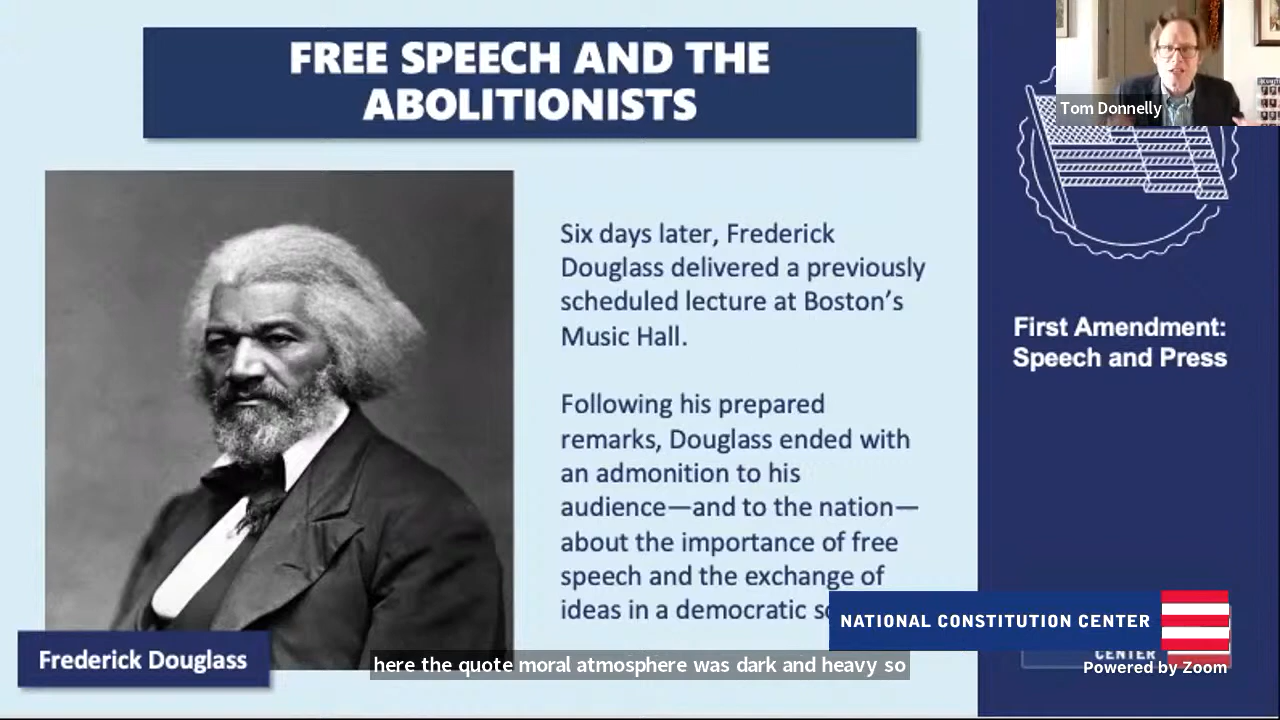 FREE SPEECH AND THE
ABOLITIONISTS
Six days later, Frederick
Douglass delivered a previously
scheduled lecture at Boston’s
Music Hall.
Following his prepared
remarks, Douglass ended with
an admonition to his
audience—and to the nation—
about the importance of free
speech and the exchange of
ideas in a democratic
Frederick Douglass
here the quote moral atmosphere was dark and heavy so
Tom Donnelly
First Amendment:
Speech and Press
NATIONAL CONSTITUTION CENTER
CENTER
Powered by Zoom